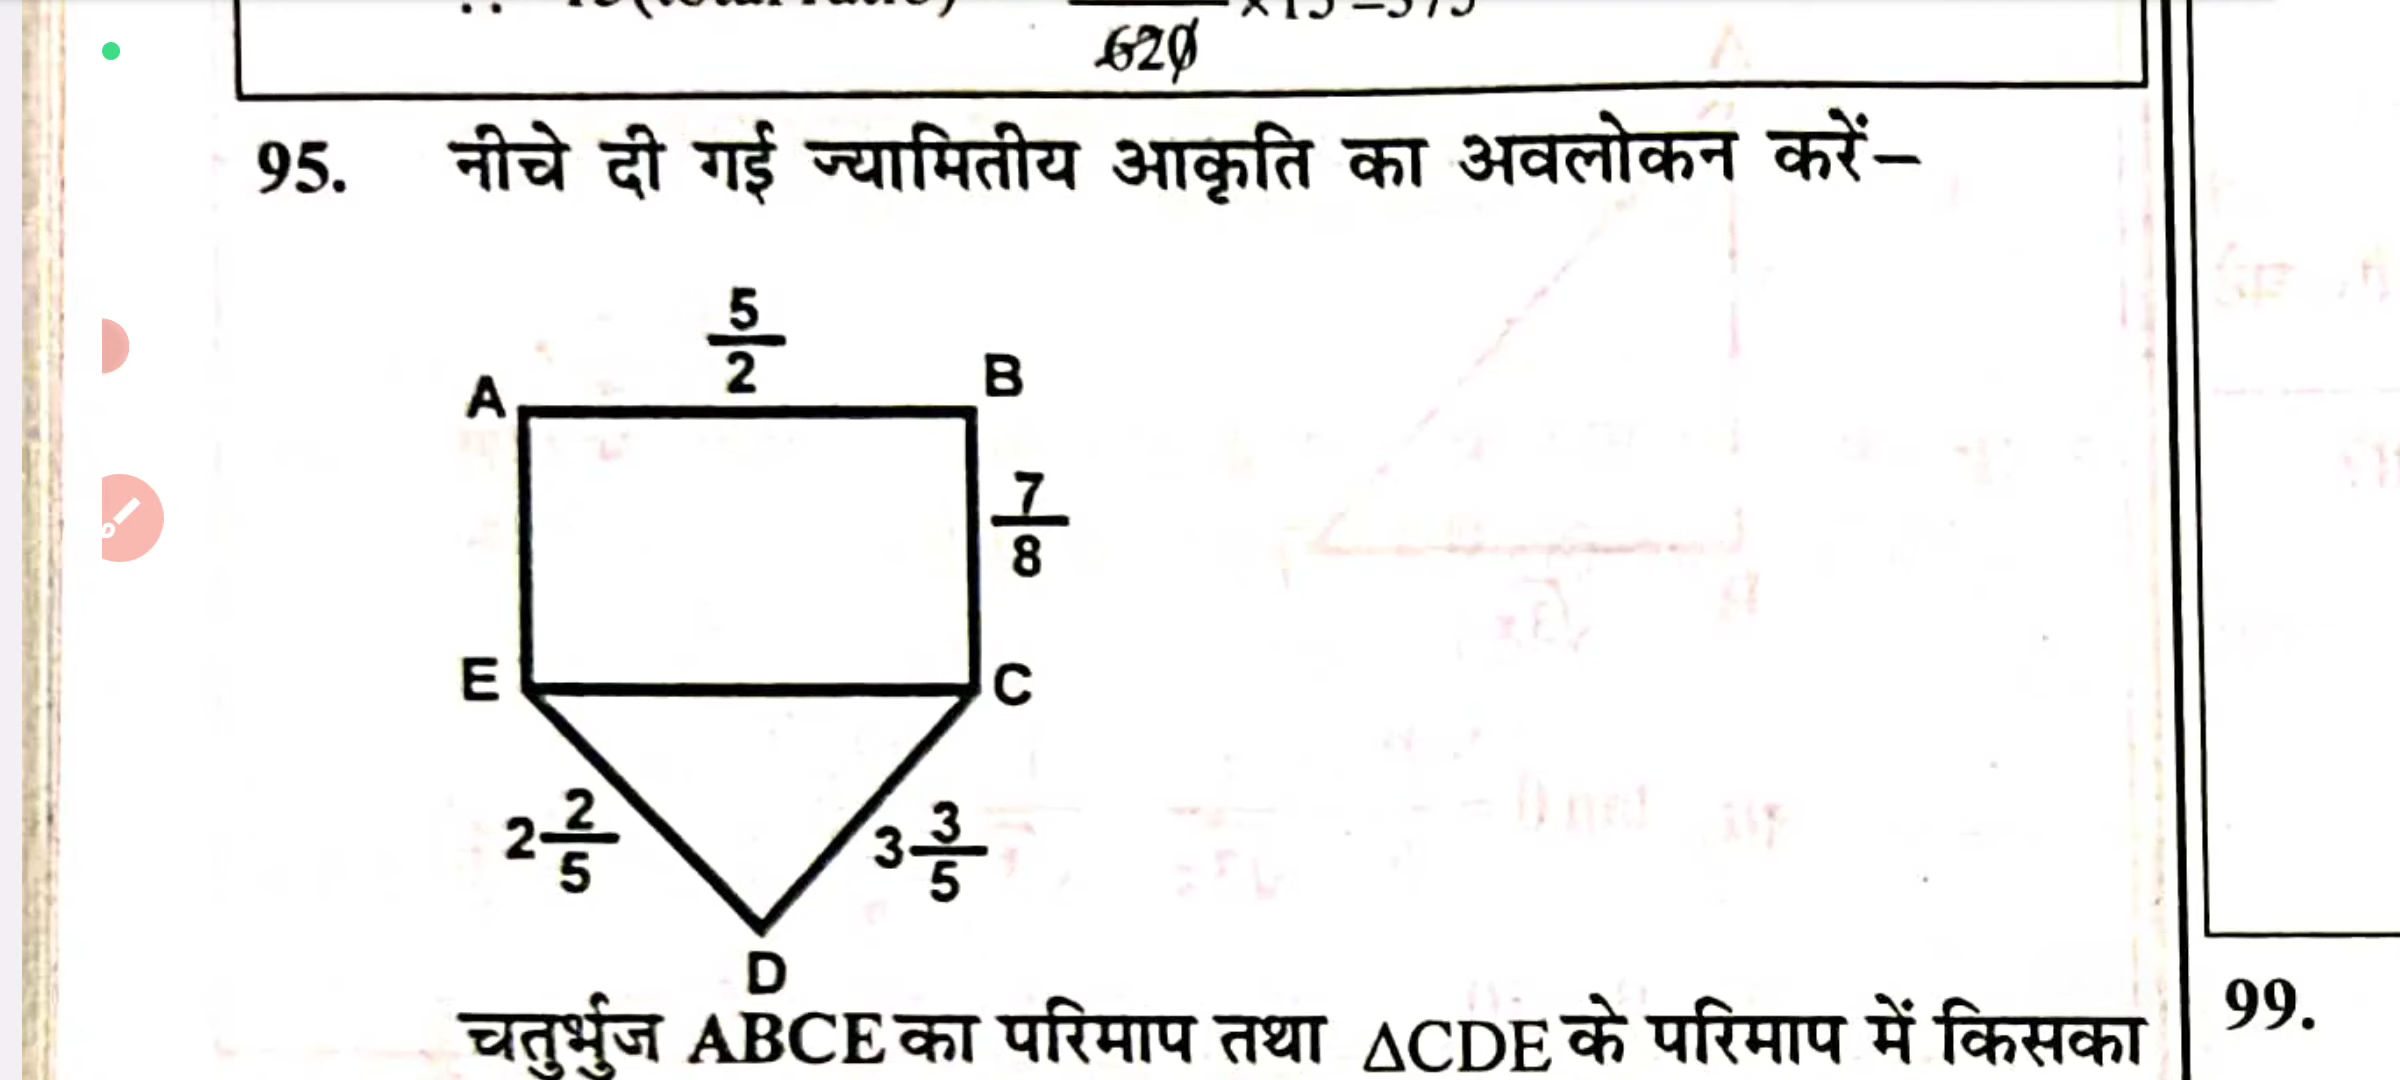 620
95. नीचे दी गई ज्यामितीय आकृति का अवलोकन करें–
5/2
A B
7/8
E C
2 2/5 3 3/5
D
चतुर्भुज ABCE का परिमाप तथा ΔCDE के परिमाप में किसका
99.